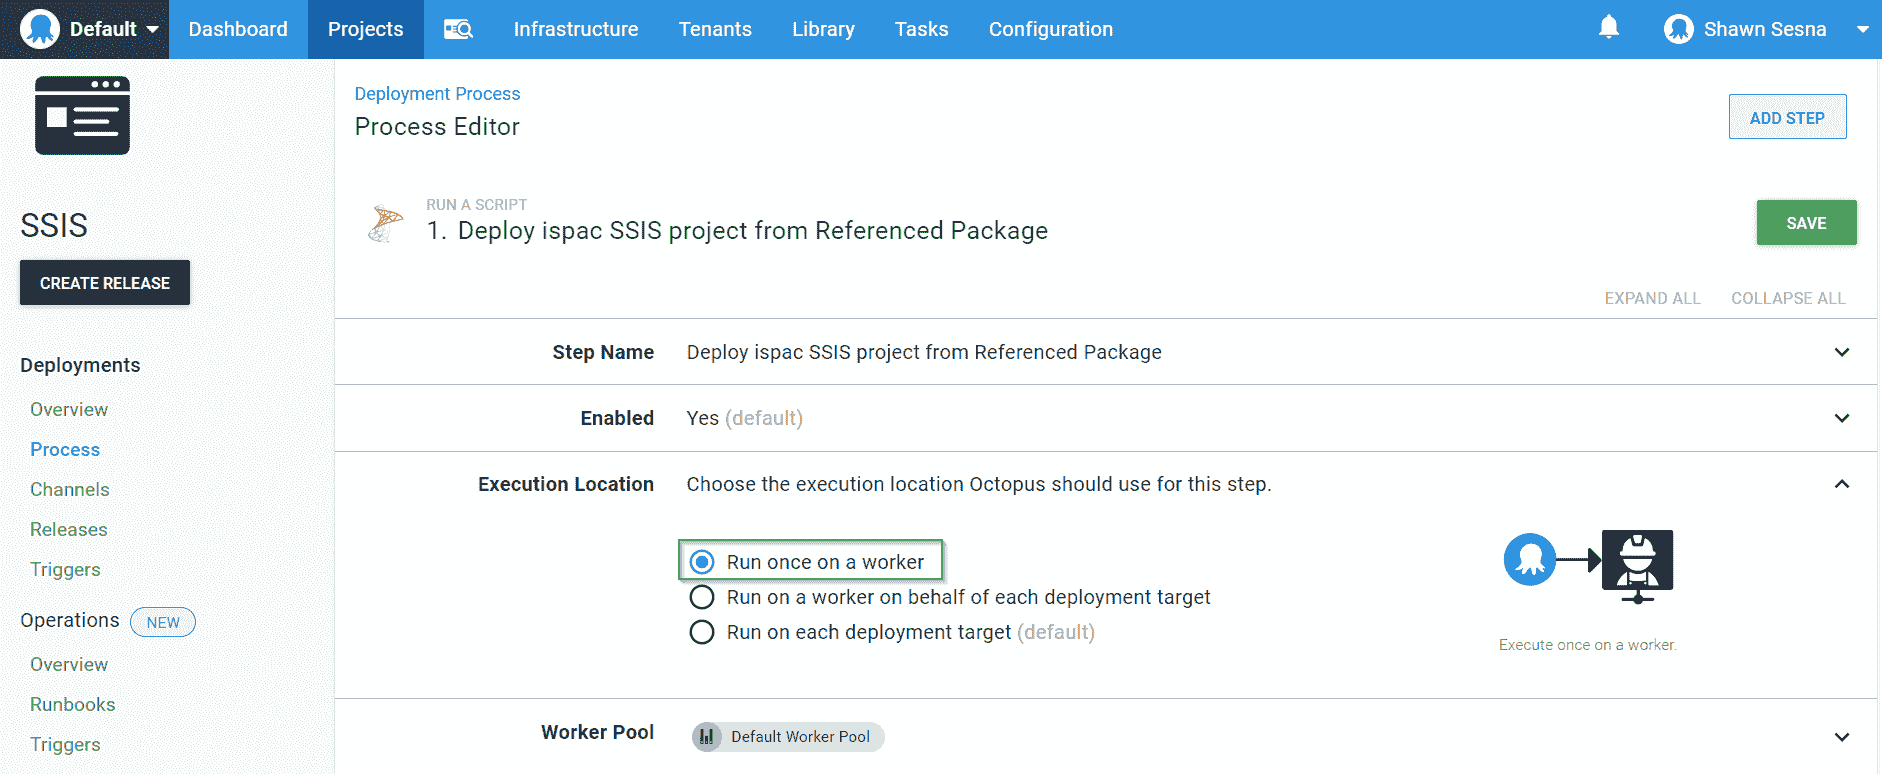 Default Dashboard Projects Infrastructure Tenants Library Tasks Configuration Shawn Sesna
SSIS
CREATE RELEASE
Deployments
Overview
Process
Channels
Releases
Triggers
Operations NEW
Overview
Runbooks
Triggers
Deployment Process
Process Editor
ADD STEP
RUN A SCRIPT
1. Deploy ispac SSIS project from Referenced Package
SAVE
EXPAND ALL COLLAPSE ALL
Step Name Deploy ispac SSIS project from Referenced Package
Enabled Yes (default)
Execution Location Choose the execution location Octopus should use for this step.
Run once on a worker
Run on a worker on behalf of each deployment target
Run on each deployment target (default)
Execute once on a worker.
Worker Pool Default Worker Pool